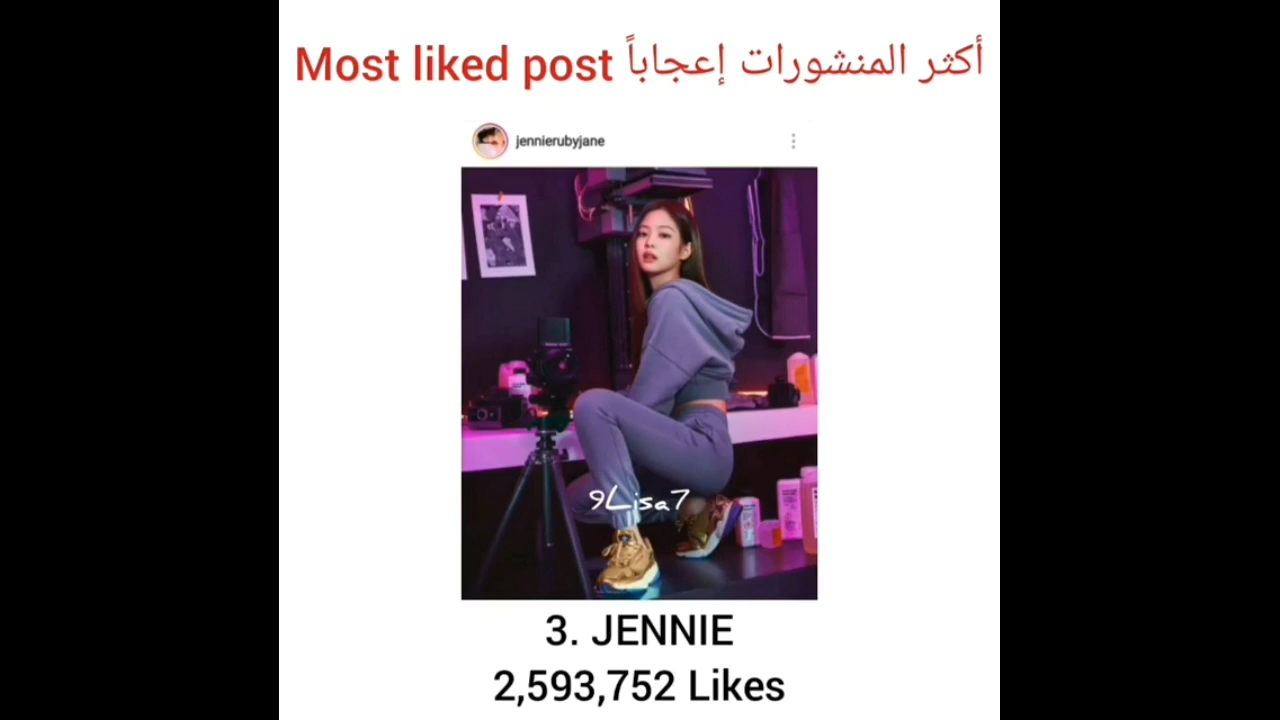 Most liked post أكثر المنشورات إعجاباً
jennierubyjane
9Lisa7
3. JENNIE
2,593,752 Likes